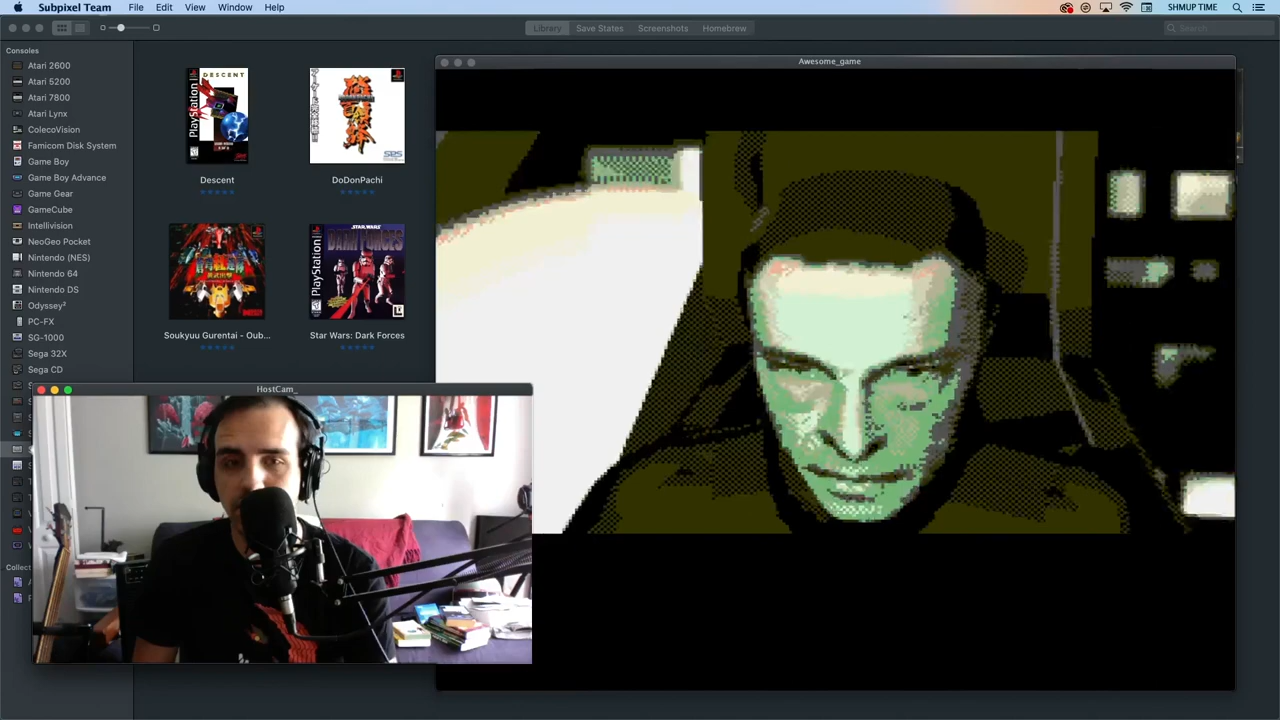 Subpixel Team File Edit View Window Help SHMUP TIME
Library Save States Screenshots Homebrew Search
Consoles
Atari 2600
Atari 5200
Atari 7800
Atari Lynx
ColecoVision
Famicom Disk System
Game Boy
Game Boy Advance
Game Gear
GameCube
Intellivision
NeoGeo Pocket
Nintendo (NES)
Nintendo 64
Nintendo DS
Odyssey²
PC-FX
SG-1000
Sega 32X
Sega CD
Collec
PlayStation
DESCENT
Descent
DoDonPachi
Soukyuu Gurentai - Oub...
PlayStation
STAR WARS
DARK FORCES
Star Wars: Dark Forces
Awesome_game
HostCam_